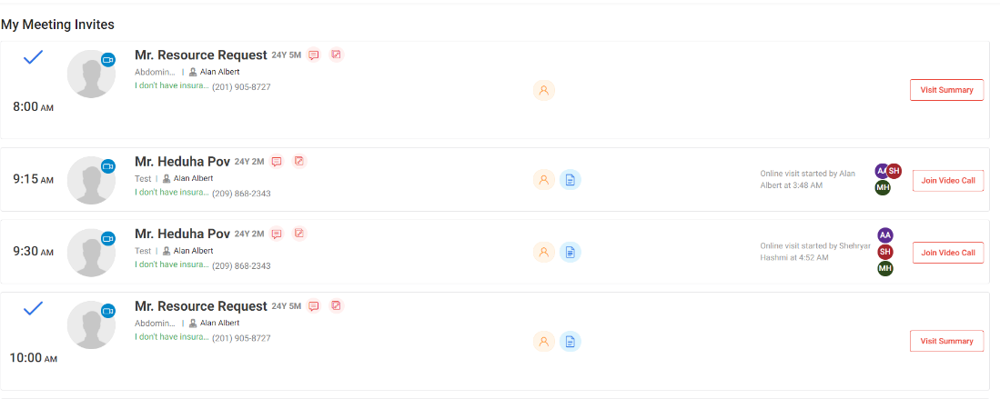 My Meeting Invites
Mr. Resource Request 24Y 5M
Abdomin... | Alan Albert
I don't have insura... (201) 905-8727
8:00 AM
Visit Summary
Mr. Heduha Pov 24Y 2M
9:15 AM
Test | Alan Albert
I don't have insura... (209) 868-2343
Online visit started by Alan
Albert at 3:48 AM
AA SH
MH
Join Video Call
Mr. Heduha Pov 24Y 2M
9:30 AM
Test | Alan Albert
I don't have insura... (209) 868-2343
Online visit started by Shehryar
Hashmi at 4:52 AM
AA
SH
MH
Join Video Call
Mr. Resource Request 24Y 5M
Abdomin... | Alan Albert
I don't have insura... (201) 905-8727
10:00 AM
Visit Summary